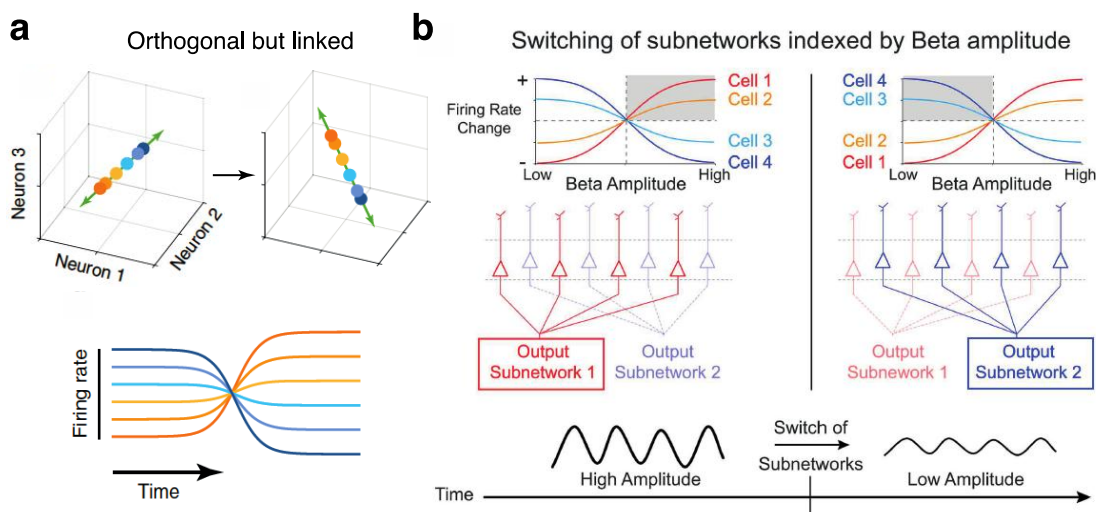 a
Orthogonal but linked
Neuron 3
Neuron 1
Neuron 2
Firing rate
Time
b
Switching of subnetworks indexed by Beta amplitude
+
Firing Rate
Change
-
Low
Beta Amplitude
High
Cell 1
Cell 2
Cell 3
Cell 4
Cell 4
Cell 3
Cell 2
Cell 1
Low
Beta Amplitude
High
Output
Subnetwork 1
Output
Subnetwork 2
Output
Subnework 1
Output
Subnetwork 2
High Amplitude
Switch of
Subnetworks
Low Amplitude
Time